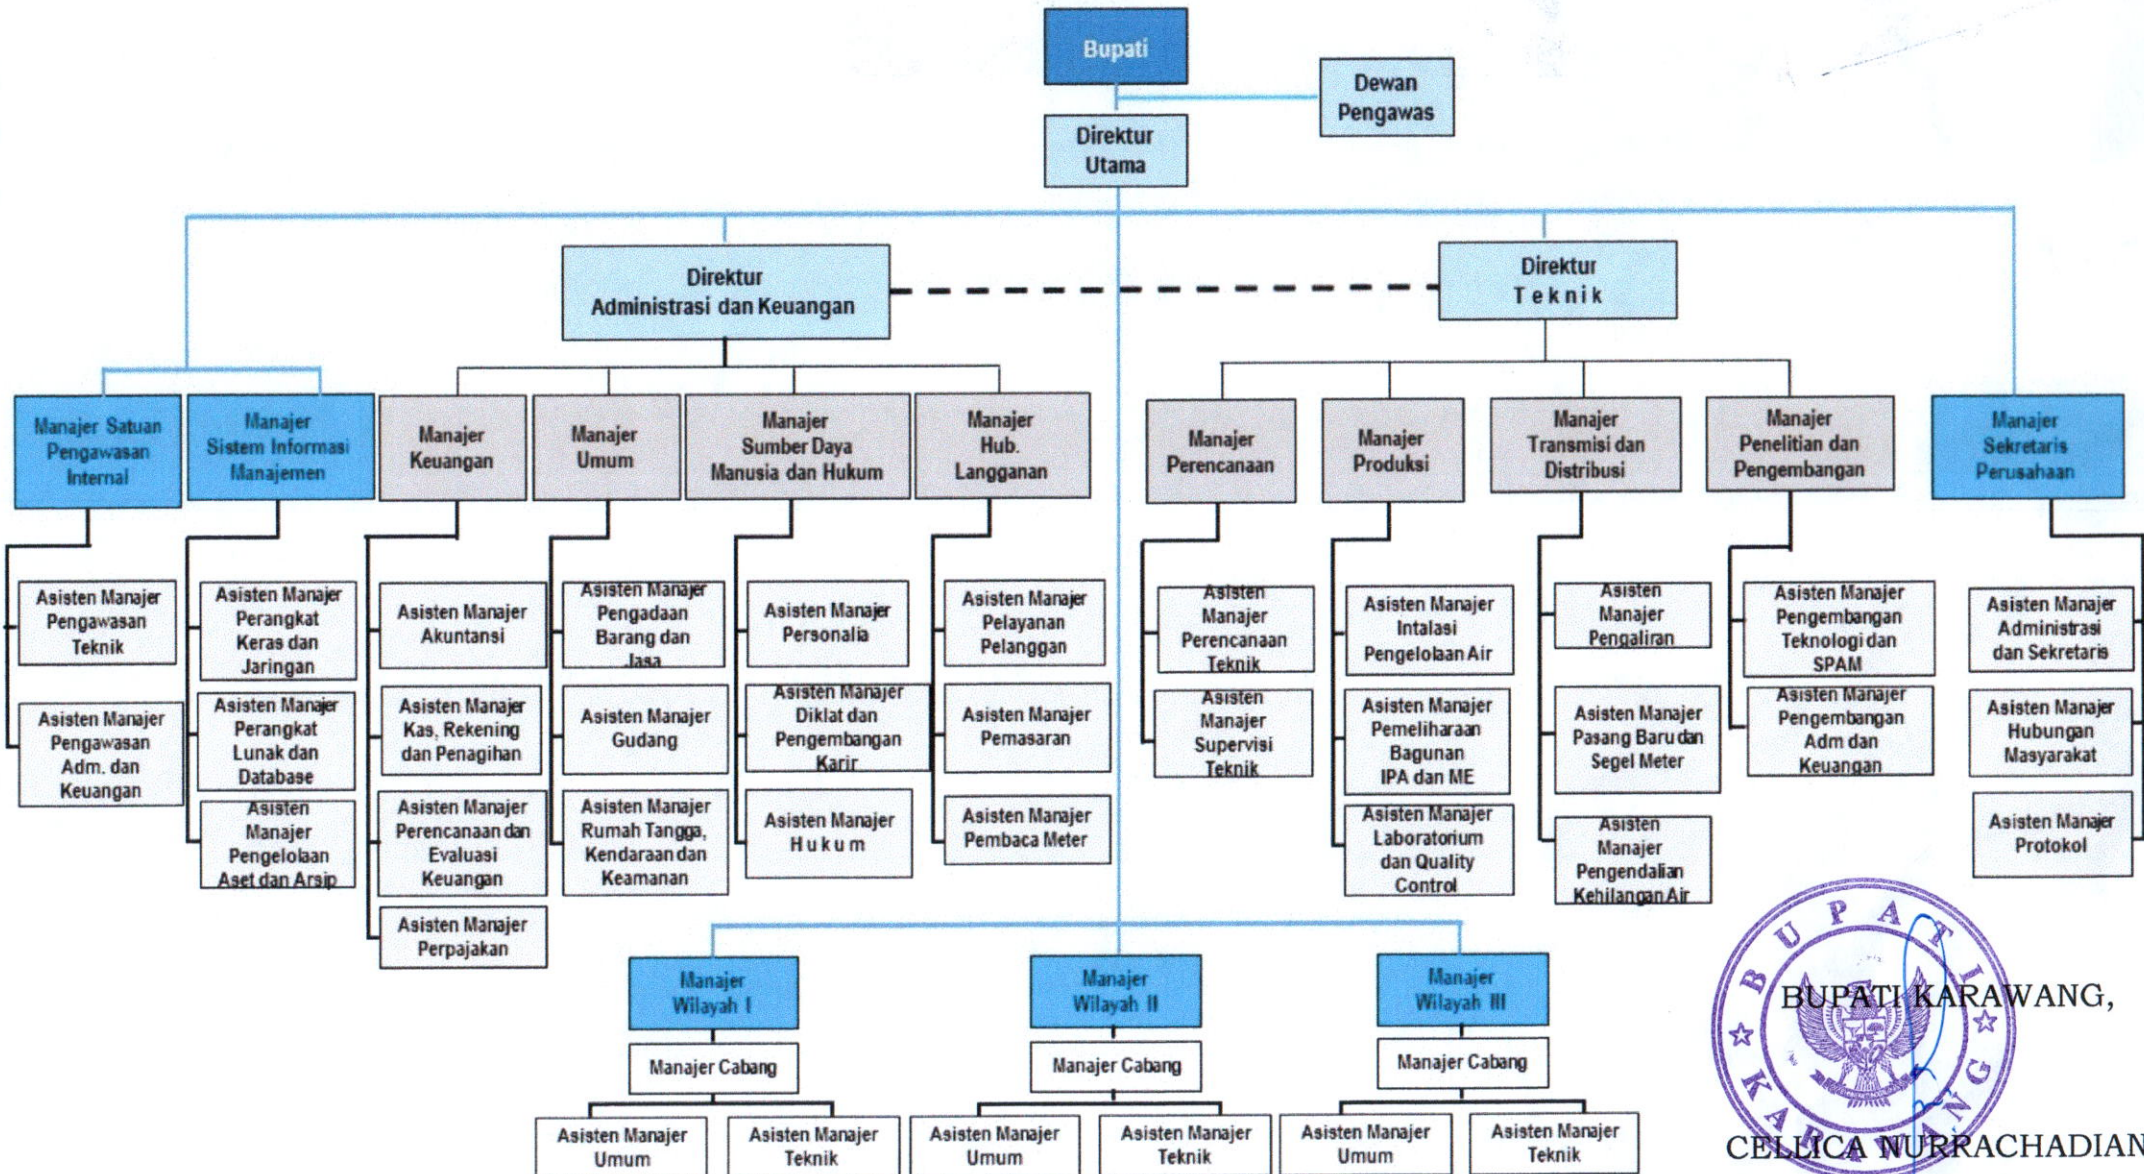 Bupati
Dewan
Pengawas
Direktur
Utama
Direktur
Administrasi dan Keuangan
Direktur
Teknik
Manajer Satuan
Pengawasan
Internal
Manajer
Sistem Informasi
Manajemen
Manajer
Keuangan
Manajer
Umum
Manajer
Sumber Daya
Manusia dan Hukum
Manajer
Hub.
Langganan
Manajer
Perencanaan
Manajer
Produksi
Manajer
Transmisi dan
Distribusi
Manajer
Penelitian dan
Pengembangan
Manajer
Sekretaris
Perusahaan
Asisten Manajer
Pengawasan
Teknik
Asisten Manajer
Pengawasan
Adm. dan
Keuangan
Asisten Manajer
Perangkat
Keras dan
Jaringan
Asisten Manajer
Perangkat
Lunak dan
Database
Asisten
Manajer
Pengelolaan
Aset dan Arsip
Asisten Manajer
Akuntansi
Asisten Manajer
Kas, Rekening
dan Penagihan
Asisten Manajer
Perencanaan dan
Evaluasi
Keuangan
Asisten Manajer
Perpajakan
Asisten Manajer
Pengadaan
Barang dan
Jasa
Asisten Manajer
Gudang
Asisten Manajer
Rumah Tangga,
Kendaraan dan
Keamanan
Asisten Manajer
Personalia
Asisten Manajer
Diklat dan
Pengembangan
Karir
Asisten Manajer
Hukum
Asisten Manajer
Pelayanan
Pelanggan
Asisten Manajer
Pemasaran
Asisten Manajer
Pembaca Meter
Asisten
Manajer
Perencanaan
Teknik
Asisten
Manajer
Supervisi
Teknik
Asisten Manajer
Intalasi
Pengelolaan Air
Asisten Manajer
Pemeliharaan
Bagunan
IPA dan ME
Asisten Manajer
Laboratorium
dan Quality
Control
Asisten
Manajer
Pengaliran
Asisten Manajer
Pasang Baru dan
Segel Meter
Asisten
Manajer
Pengendalian
Kehilangan Air
Asisten Manajer
Pengembangan
Teknologi dan
SPAM
Asisten Manajer
Pengembangan
Adm dan
Keuangan
Asisten Manajer
Administrasi
dan Sekretaris
Asisten Manajer
Hubungan
Masyarakat
Asisten Manajer
Protokol
Manajer
Wilayah I
Manajer Cabang
Asisten Manajer
Umum
Asisten Manajer
Teknik
Manajer
Wilayah II
Manajer Cabang
Asisten Manajer
Umum
Asisten Manajer
Teknik
Manajer
Wilayah III
Manajer Cabang
Asisten Manajer
Umum
Asisten Manajer
Teknik
BUPATI KARAWANG,
BUPATI
KARAWANG
CELLICA NURRACHADIAN